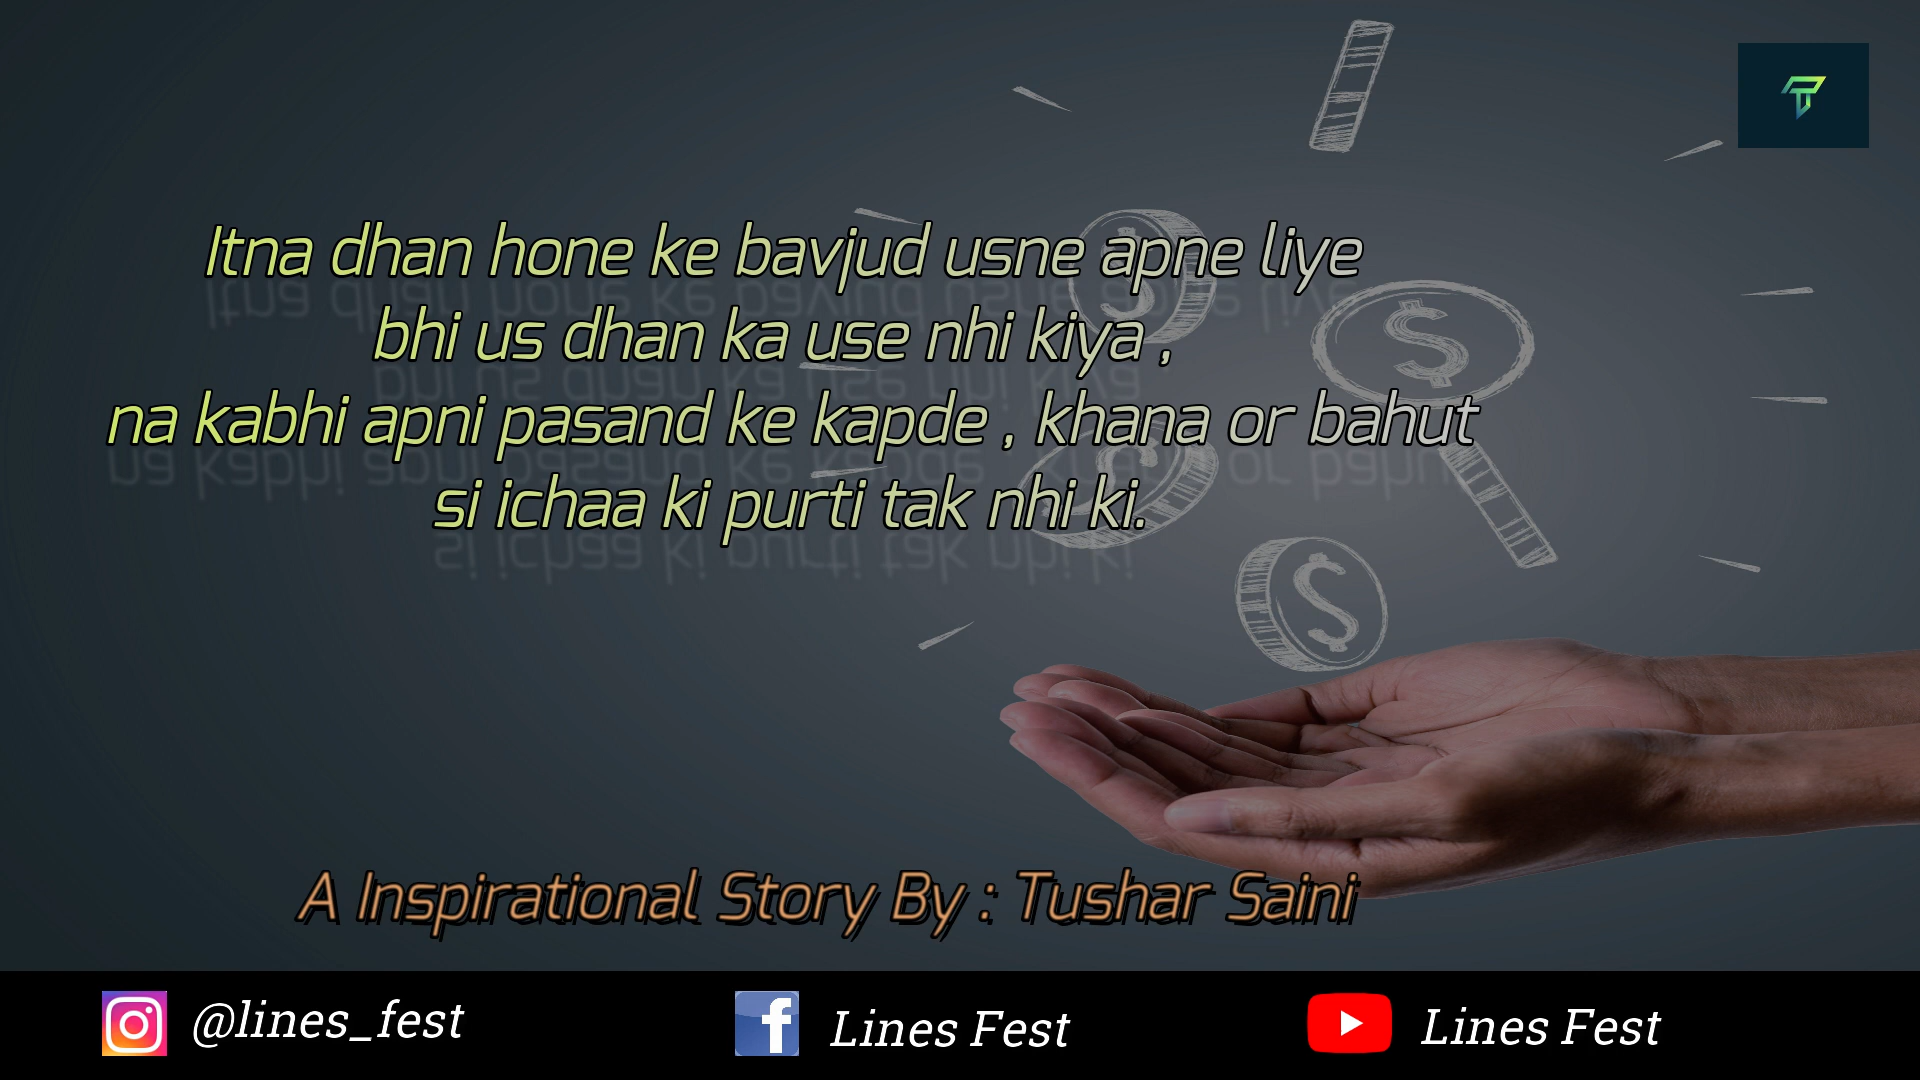 Itna dhan hone ke bavjud usne apne liye
bhi us dhan ka use nhi kiya ,
na kabhi apni pasand ke kapde , khana or bahut
si ichaa ki purti tak nhi ki.
A Inspirational Story By : Tushar Saini
@lines_fest
Lines Fest
Lines Fest